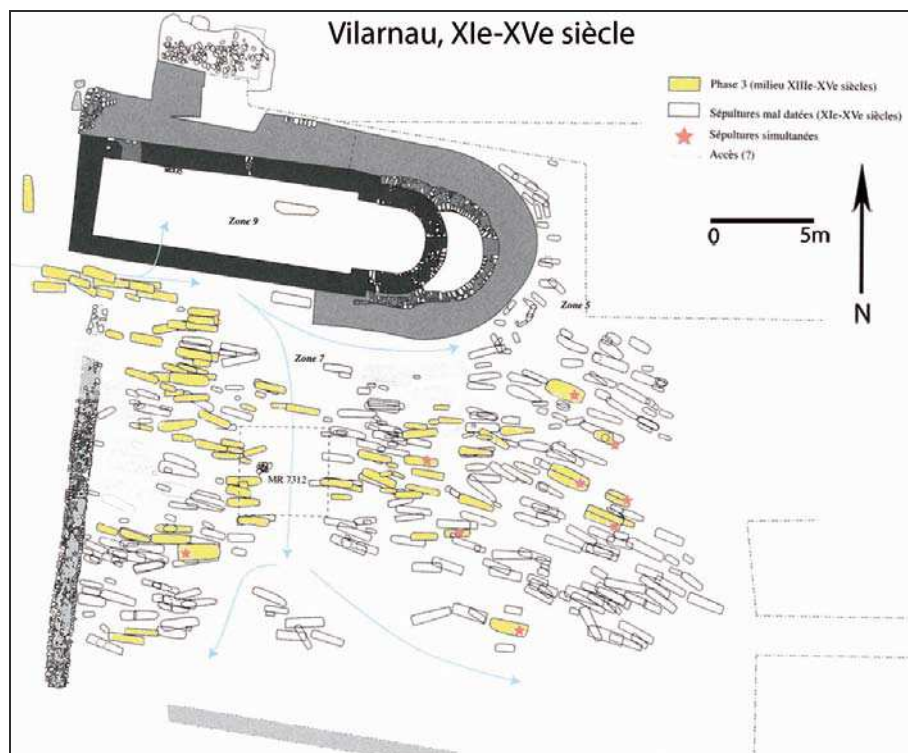 Vilarnau, XIe-XVe siècle
Phase 3 (milieu XIIIe-XVe siècles)
Sépultures mal datées (XIe-XVe siècles)
Sépultures simultanées
Accès (?)
0 5m
N
Zone 9
Zone 5
Zone 7
MR 7312